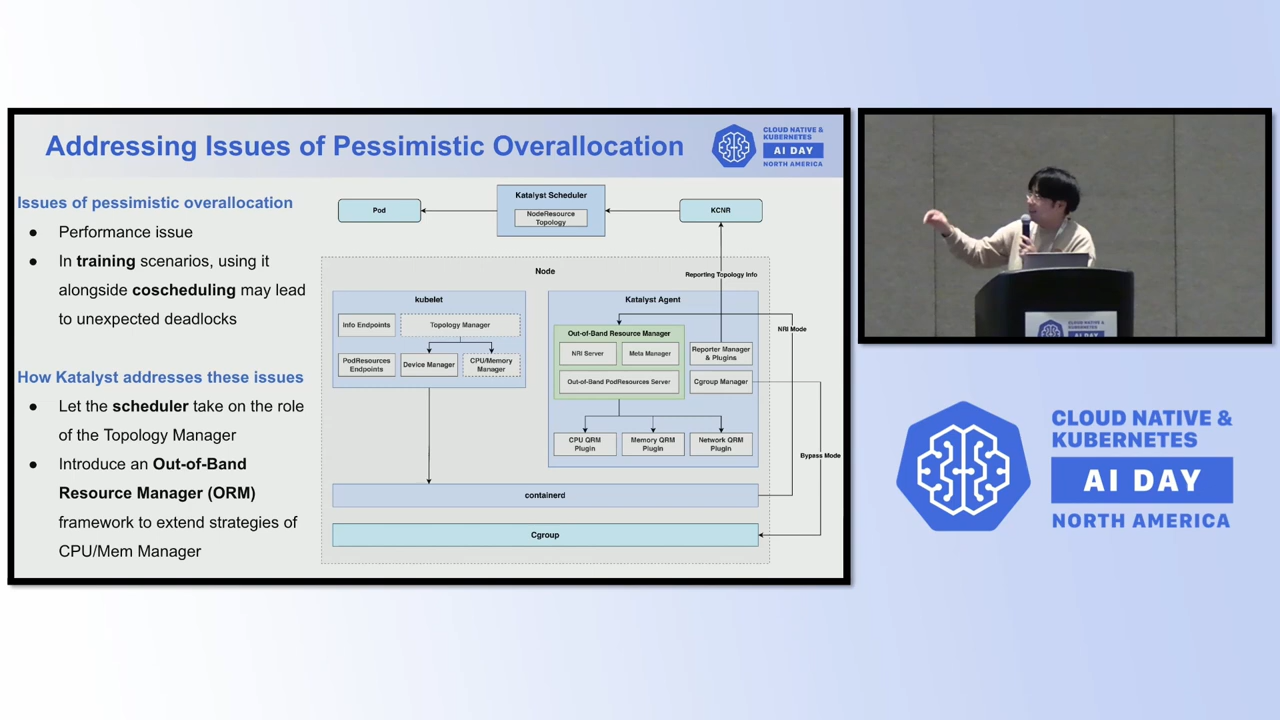 Addressing Issues of Pessimistic Overallocation
CLOUD NATIVE &
KUBERNETES
AI DAY
NORTH AMERICA
Issues of pessimistic overallocation
● Performance issue
● In training scenarios, using it
alongside coscheduling may lead
to unexpected deadlocks
How Katalyst addresses these issues
● Let the scheduler take on the role
of the Topology Manager
● Introduce an Out-of-Band
Resource Manager (ORM)
framework to extend strategies of
CPU/Mem Manager
Pod
Katalyst Scheduler
NodeResource
Topology
KCNR
Reporting Topology Info
Node
kubelet
Info Endpoints
Topology Manager
PodResources
Endpoints
Device Manager
CPU/Memory
Manager
Katalyst Agent
Out-of-Band Resource Manager
NRI Server
Meta Manager
Out-of-Band PodResources Server
Reporter Manager
& Plugins
Cgroup Manager
CPU QRM
Plugin
Memory QRM
Plugin
Network QRM
Plugin
NRI Mode
Bypass Mode
containerd
Cgroup
CLOUD NATIVE &
KUBERNETES
AI DAY
CLOUD NATIVE &
KUBERNETES
AI DAY
NORTH AMERICA